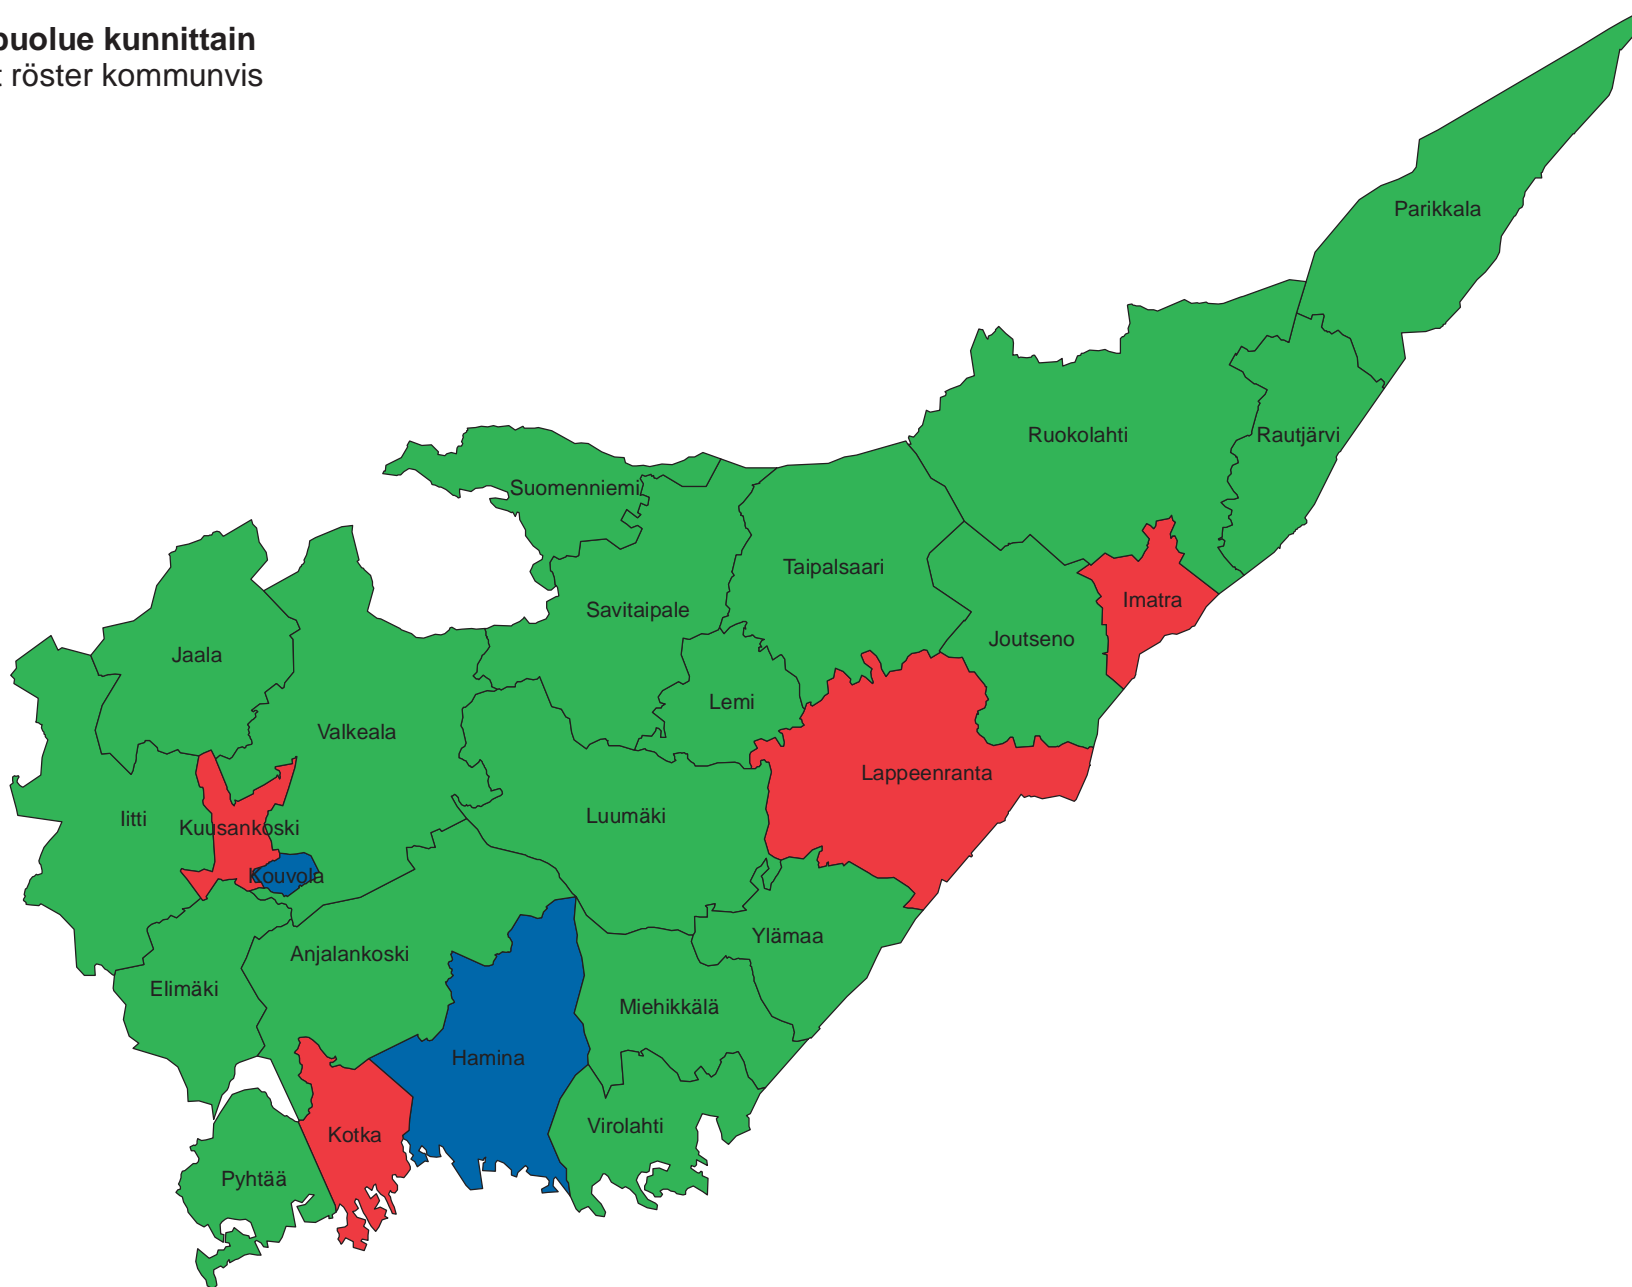 puolue kunnittain
röster kommunvis
Parikkala
Ruokolahti
Rautjärvi
Suomenniemi
Taipalsaari
Imatra
Savitaipale
Joutseno
Jaala
Lemi
Valkeala
Lappeenranta
Iitti
Luumäki
Kuusankoski
Kouvola
Ylämaa
Anjalankoski
Elimäki
Miehikkälä
Hamina
Virolahti
Kotka
Pyhtää